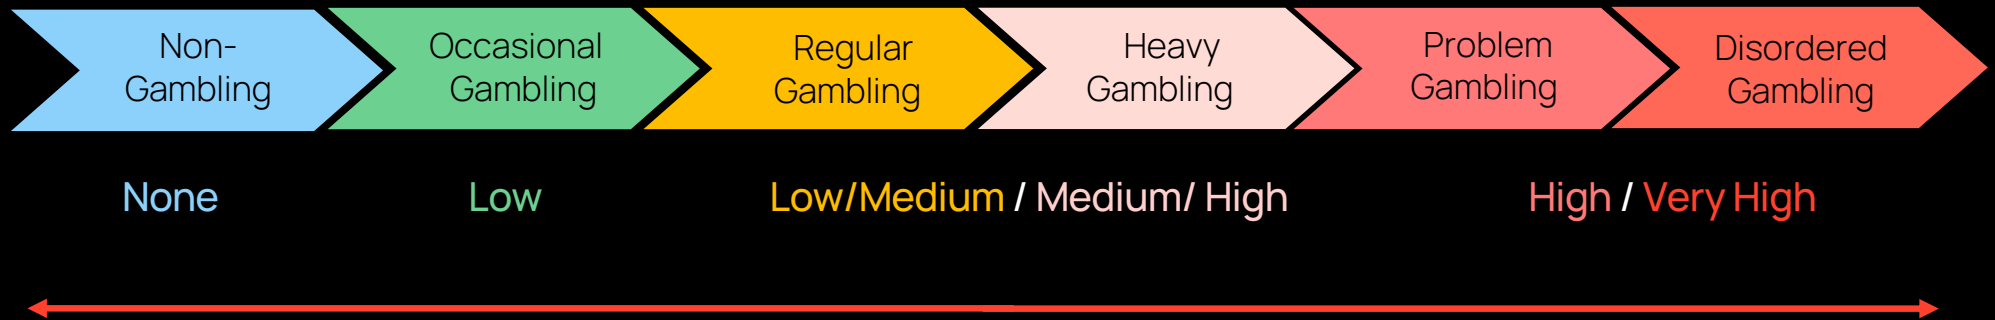 Non-
Gambling
Occasional
Gambling
Regular
Gambling
Heavy
Gambling
Problem
Gambling
Disordered
Gambling
None
Low
Low/Medium / Medium/ High
High / Very High